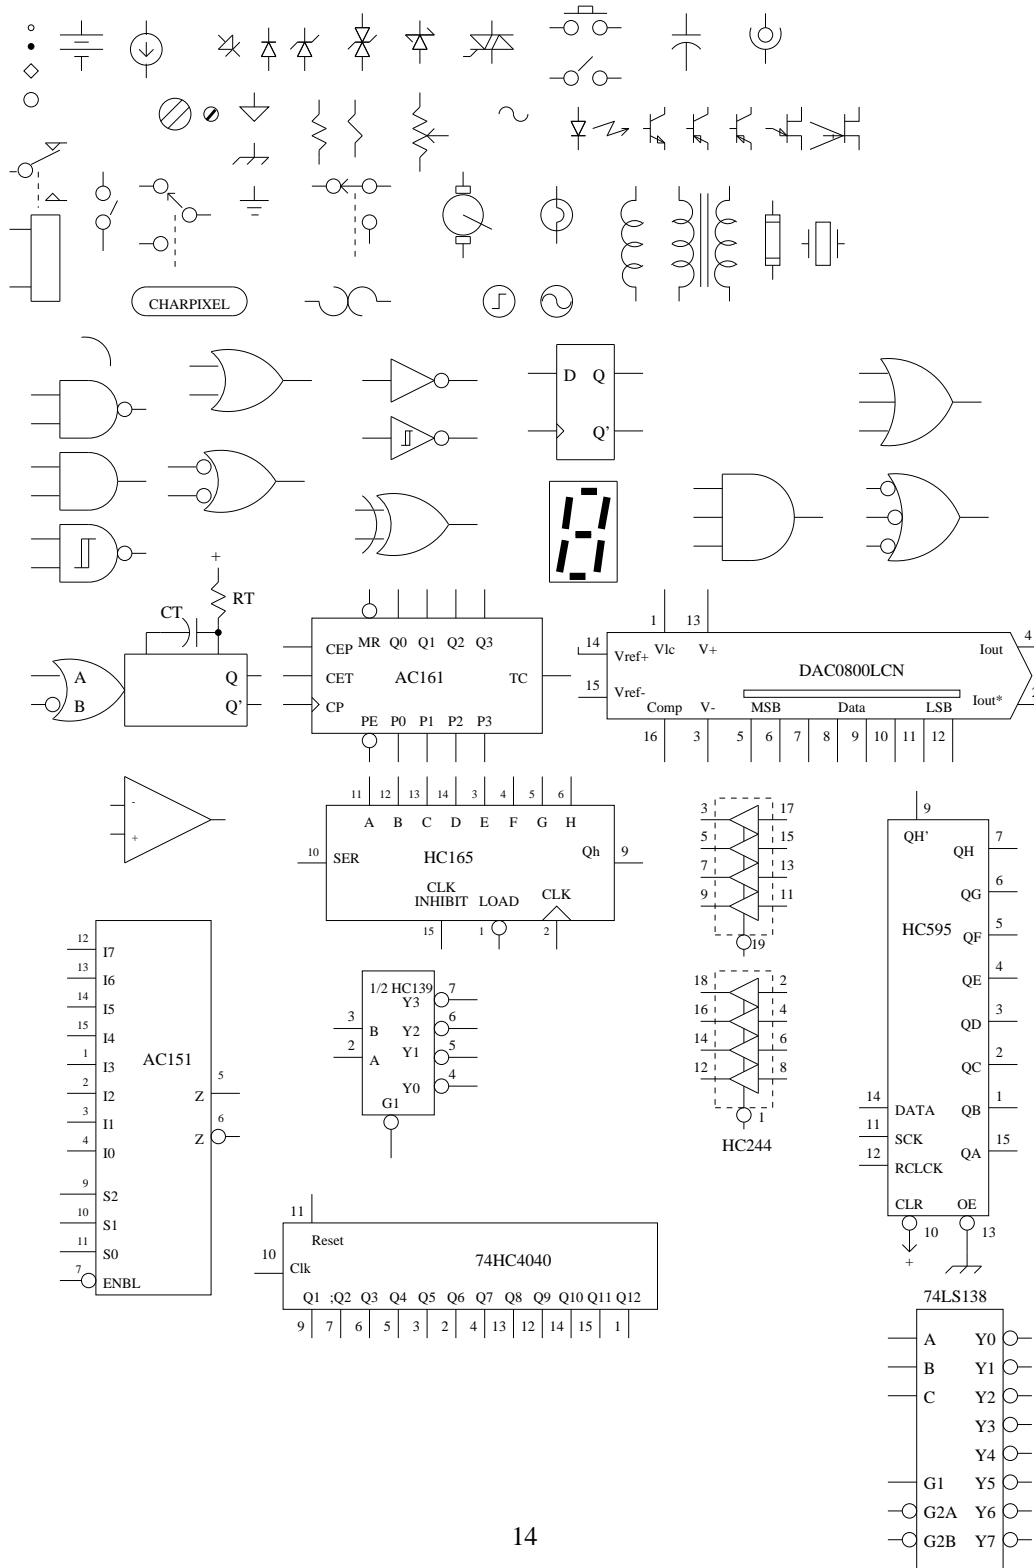 CHARPIXEL
D Q
Q'
+
RT
CT
A Q
B Q'
MR Q0 Q1 Q2 Q3
CEP
CET AC161 TC
CP
PE P0 P1 P2 P3
1 13
14 Vlc V+ Iout 4
Vref+
DAC0800LCN
15 Vref-
Iout*
Comp V- MSB Data LSB
16 3 5 6 7 8 9 10 11 12
-
+
11 12 13 14 3 4 5 6
A B C D E F G H
10 SER HC165 Qh 9
CLK
INHIBIT LOAD CLK
15 1 2
3 17
5 15
7 13
9 11
19
18 2
16 4
14 6
12 8
1
HC244
9
QH'
QH 7
QG 6
HC595
QF 5
QE 4
QD 3
QC 2
14 DATA QB 1
11 SCK
12 RCLCK QA 15
CLR OE
10 13
+
12 I7
13 I6
14 I5
15 I4
AC151
1 I3
2 I2 Z 5
3 I1
4 I0 Z 6
9 S2
10 S1
11 S0
7 ENBL
1/2 HC139
Y3 7
3 B Y2 6
2 A Y1 5
Y0 4
G1
11
Reset
10 Clk 74HC4040
Q1 ;Q2 Q3 Q4 Q5 Q6 Q7 Q8 Q9 Q10 Q11 Q12
9 7 6 5 3 2 4 13 12 14 15 1
74LS138
A Y0
B Y1
C Y2
Y3
Y4
G1 Y5
G2A Y6
G2B Y7
14